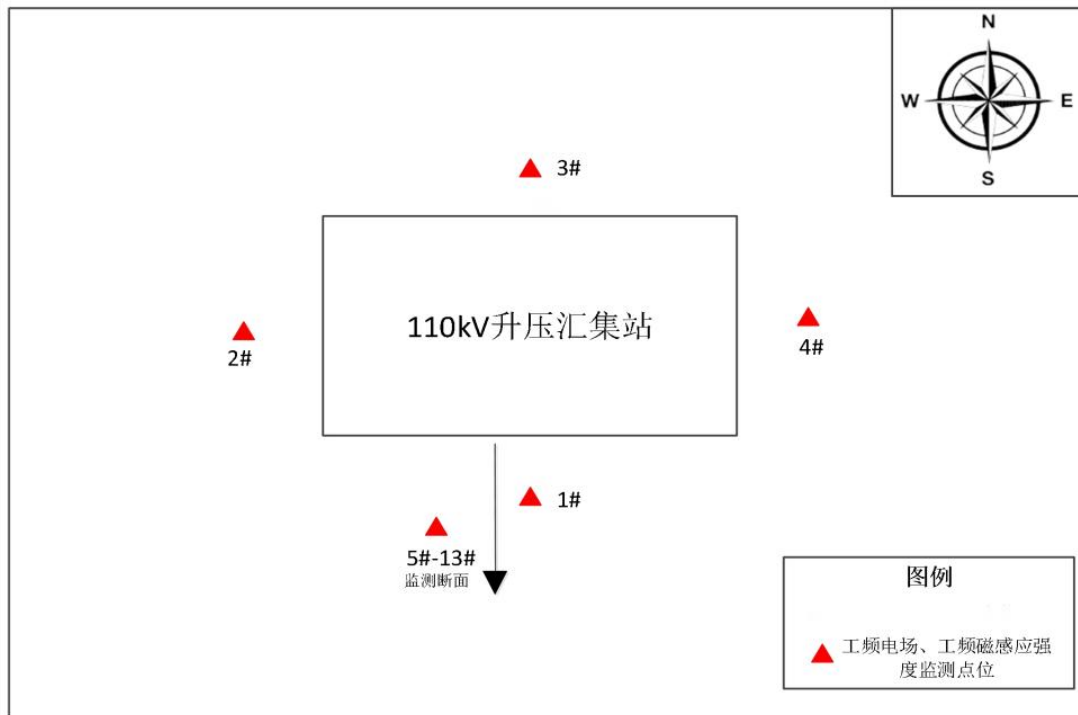 N
W
E
S
3#
110kV升压汇集站
2#
4#
1#
5#-13#
监测断面
图例
工频电场、工频磁感应强
度监测点位